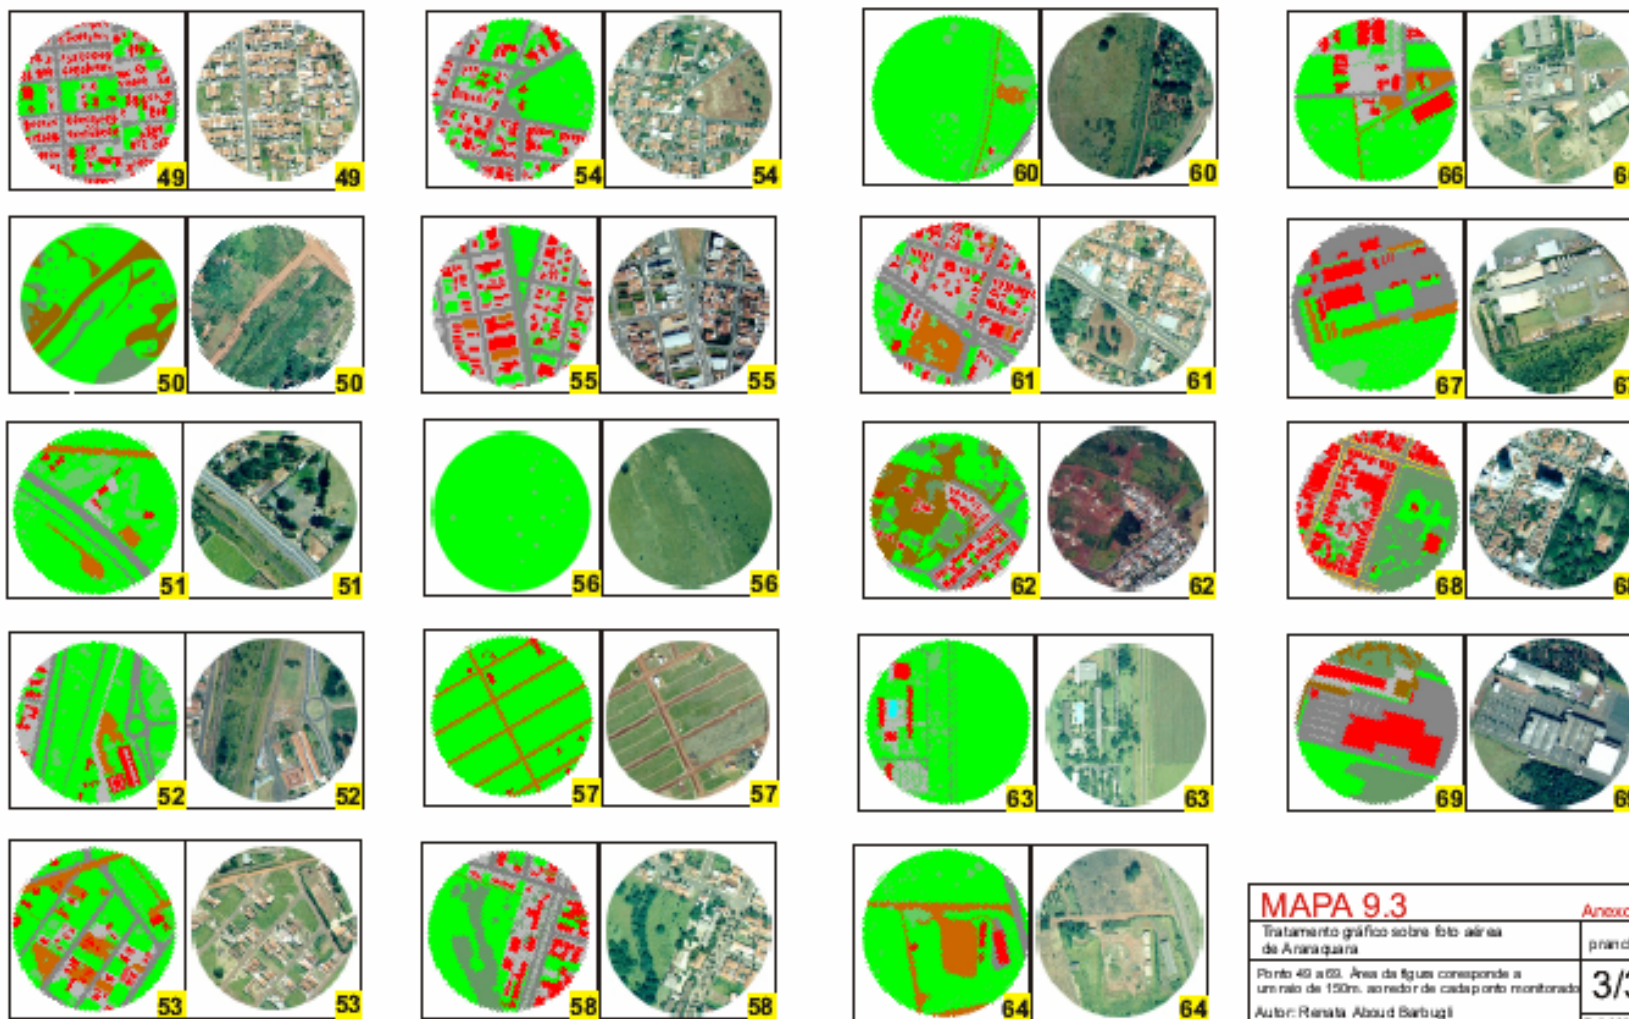 49 49 54 54 60 60 66
50 50 55 55 61 61 67
51 51 56 56 62 62 68
52 52 57 57 63 63 69
53 53 58 58 64 64
MAPA 9.3 Anexo
Tratamento gráfico sobre foto aérea
de Araraquara
Ponto 49 a 69. Área da figura corresponde a
um raio de 150m. ao redor de cada ponto monitorado
3/3
Autor: Renata Aboud Barbugli